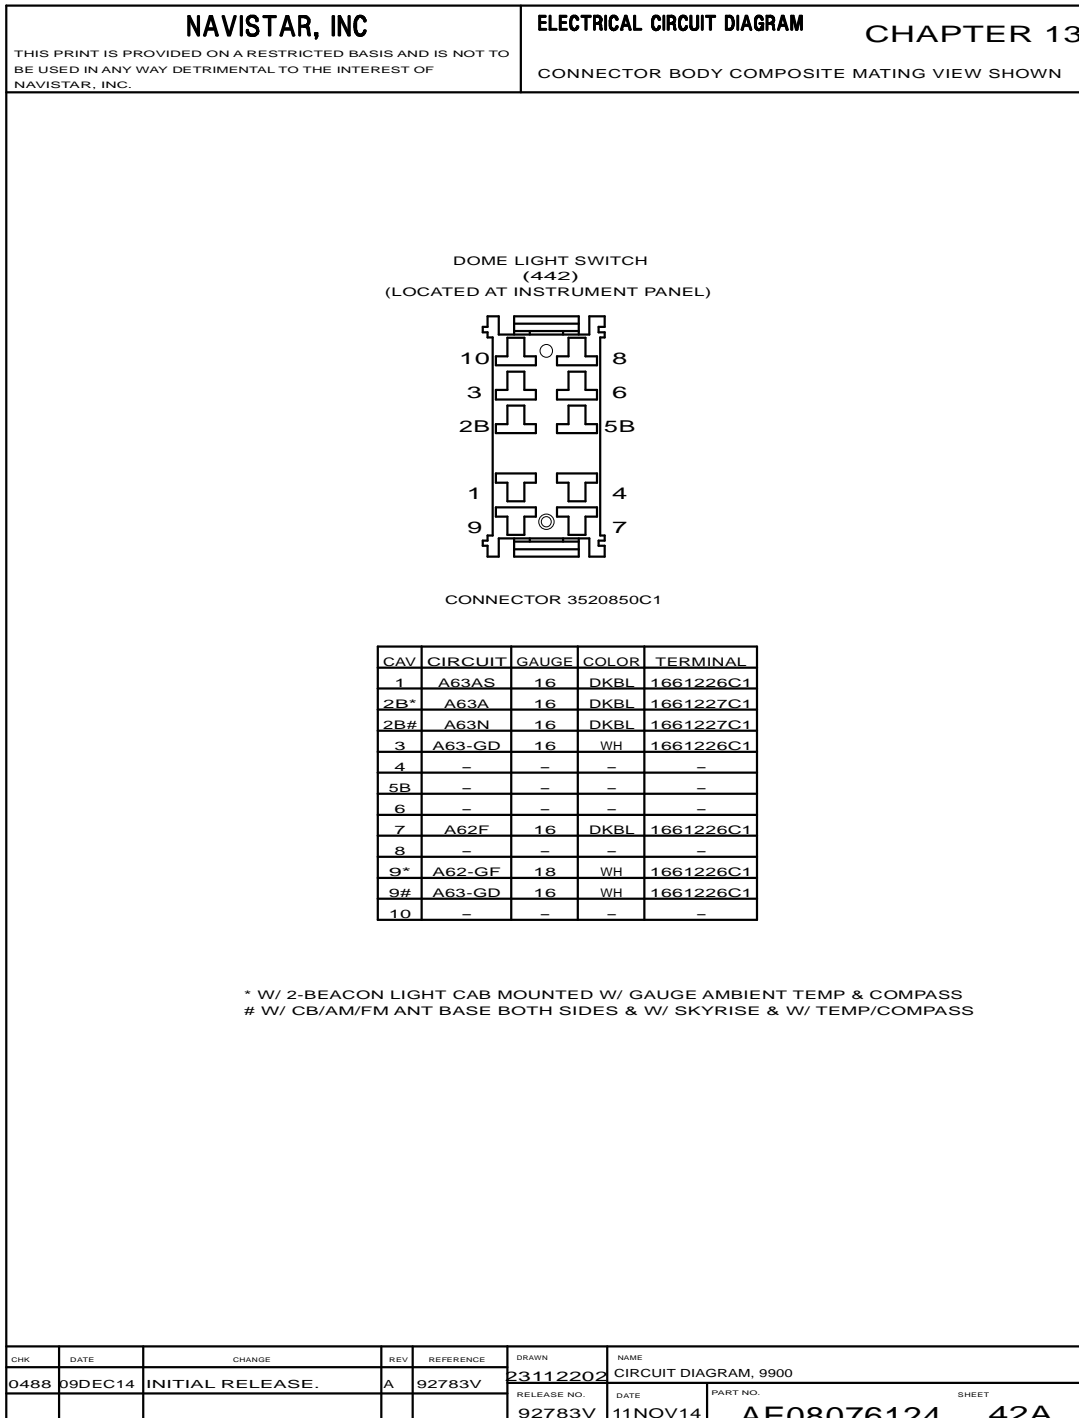 NAVISTAR, INC
THIS PRINT IS PROVIDED ON A RESTRICTED BASIS AND IS NOT TO
BE USED IN ANY WAY DETRIMENTAL TO THE INTEREST OF
NAVISTAR, INC.
ELECTRICAL CIRCUIT DIAGRAM
CHAPTER 13
CONNECTOR BODY COMPOSITE MATING VIEW SHOWN
DOME LIGHT SWITCH
(442)
(LOCATED AT INSTRUMENT PANEL)
10 8
3 6
2B 5B
1 4
9 7
CONNECTOR 3520850C1
CAV CIRCUIT GAUGE COLOR TERMINAL
1 A63AS 16 DKBL 1661226C1
2B* A63A 16 DKBL 1661227C1
2B# A63N 16 DKBL 1661227C1
3 A63-GD 16 WH 1661226C1
4 – – – –
5B – – – –
6 – – – –
7 A62F 16 DKBL 1661226C1
8 – – – –
9* A62-GF 18 WH 1661226C1
9# A63-GD 16 WH 1661226C1
10 – – – –
* W/ 2-BEACON LIGHT CAB MOUNTED W/ GAUGE AMBIENT TEMP & COMPASS
# W/ CB/AM/FM ANT BASE BOTH SIDES & W/ SKYRISE & W/ TEMP/COMPASS
CHK DATE CHANGE REV REFERENCE
0488 09DEC14 INITIAL RELEASE. A 92783V
DRAWN
23112202
NAME
CIRCUIT DIAGRAM, 9900
RELEASE NO.
92783V
DATE
11NOV14
PART NO.
AE08076124
SHEET
42A